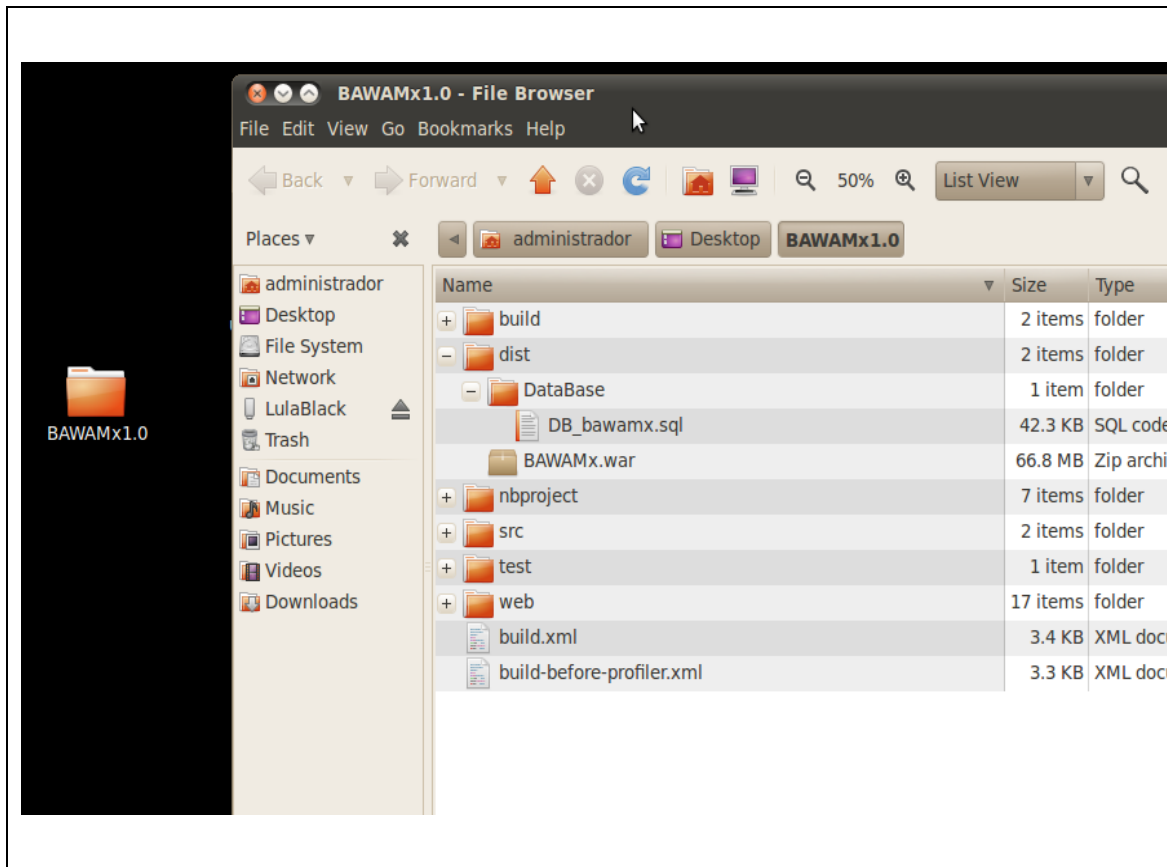 BAWAMx1.0 - File Browser
File Edit View Go Bookmarks Help
Back Forward 50% List View
Places administrador Desktop BAWAMx1.0
administrador
Desktop
File System
Network
LulaBlack
Trash
Documents
Music
Pictures
Videos
Downloads
Name Size Type
build 2 items folder
dist 2 items folder
DataBase 1 item folder
DB_bawamx.sql 42.3 KB SQL code
BAWAMx.war 66.8 MB Zip archi
nbproject 7 items folder
src 2 items folder
test 1 item folder
web 17 items folder
build.xml 3.4 KB XML doc
build-before-profiler.xml 3.3 KB XML doc
BAWAMx1.0